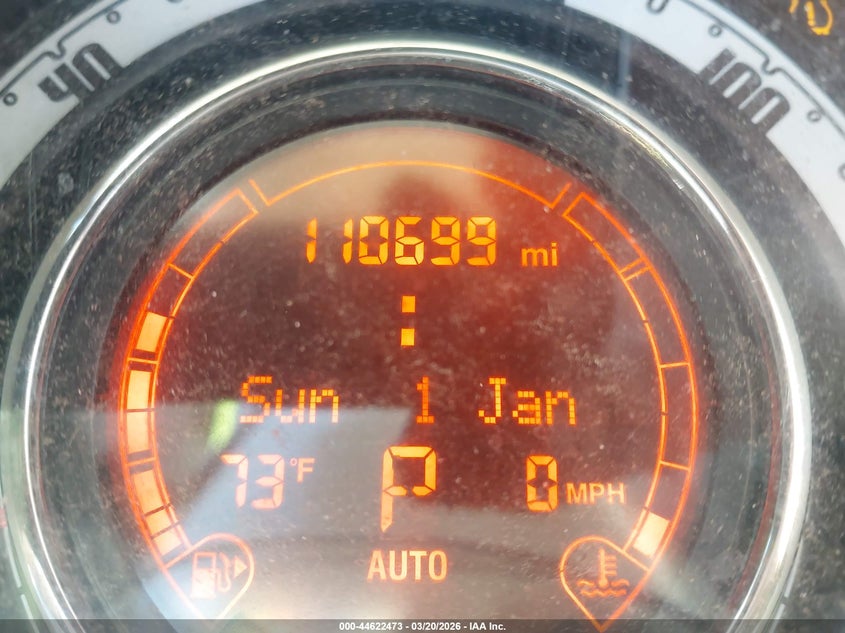 40
100
110699 mi
:
Sun 1 Jan
73°F P 0 MPH
AUTO
000-44622473 - 03/20/2026 - IAA Inc.